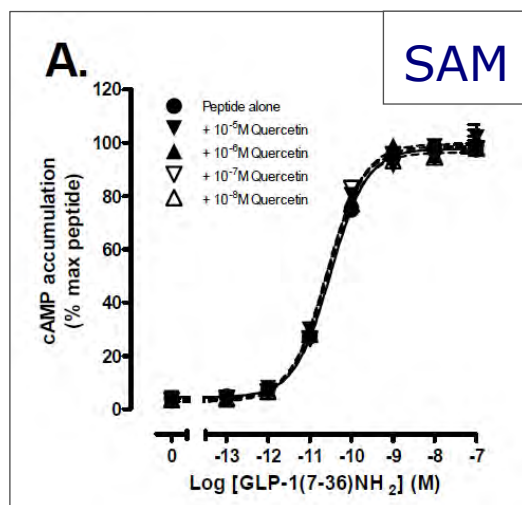 A.
SAM
120
100
80
60
40
20
0
cAMP accumulation
(% max peptide)
Peptide alone
+ 10⁻⁵M Quercetin
+ 10⁻⁶M Quercetin
+ 10⁻⁷M Quercetin
+ 10⁻⁸M Quercetin
0 -13 -12 -11 -10 -9 -8 -7
Log [GLP-1(7-36)NH₂] (M)